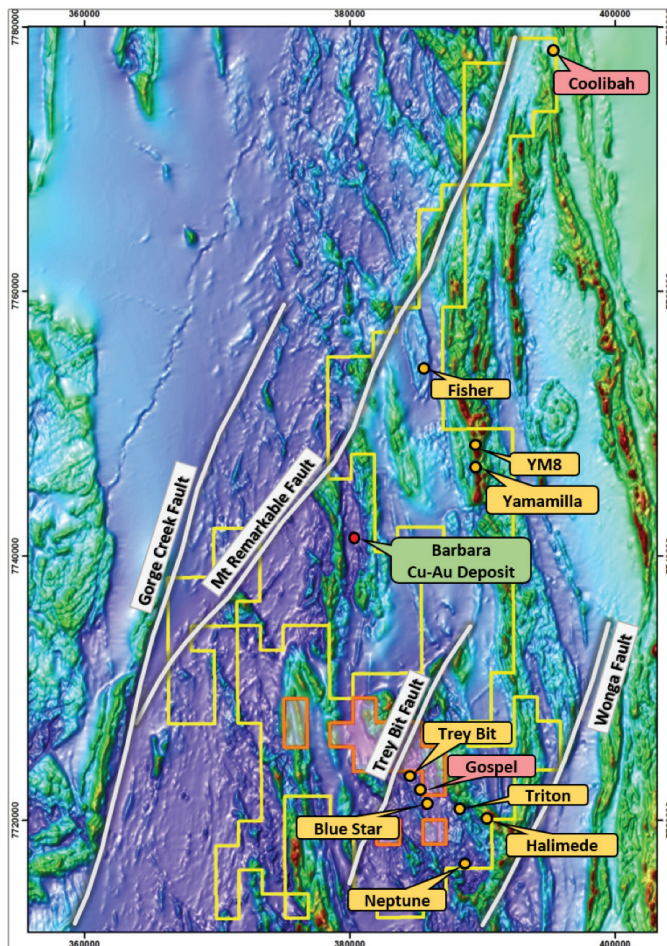 360000
380000
400000
7780000
Coolibah
7760000
Fisher
YM8
Yamamilla
Gorge Creek Fault
Mt Remarkable Fault
7740000
Barbara
Cu-Au Deposit
Trey Bit Fault
Wonga Fault
Trey Bit
Gospel
Triton
7720000
Blue Star
Halimede
Neptune
360000
380000
400000